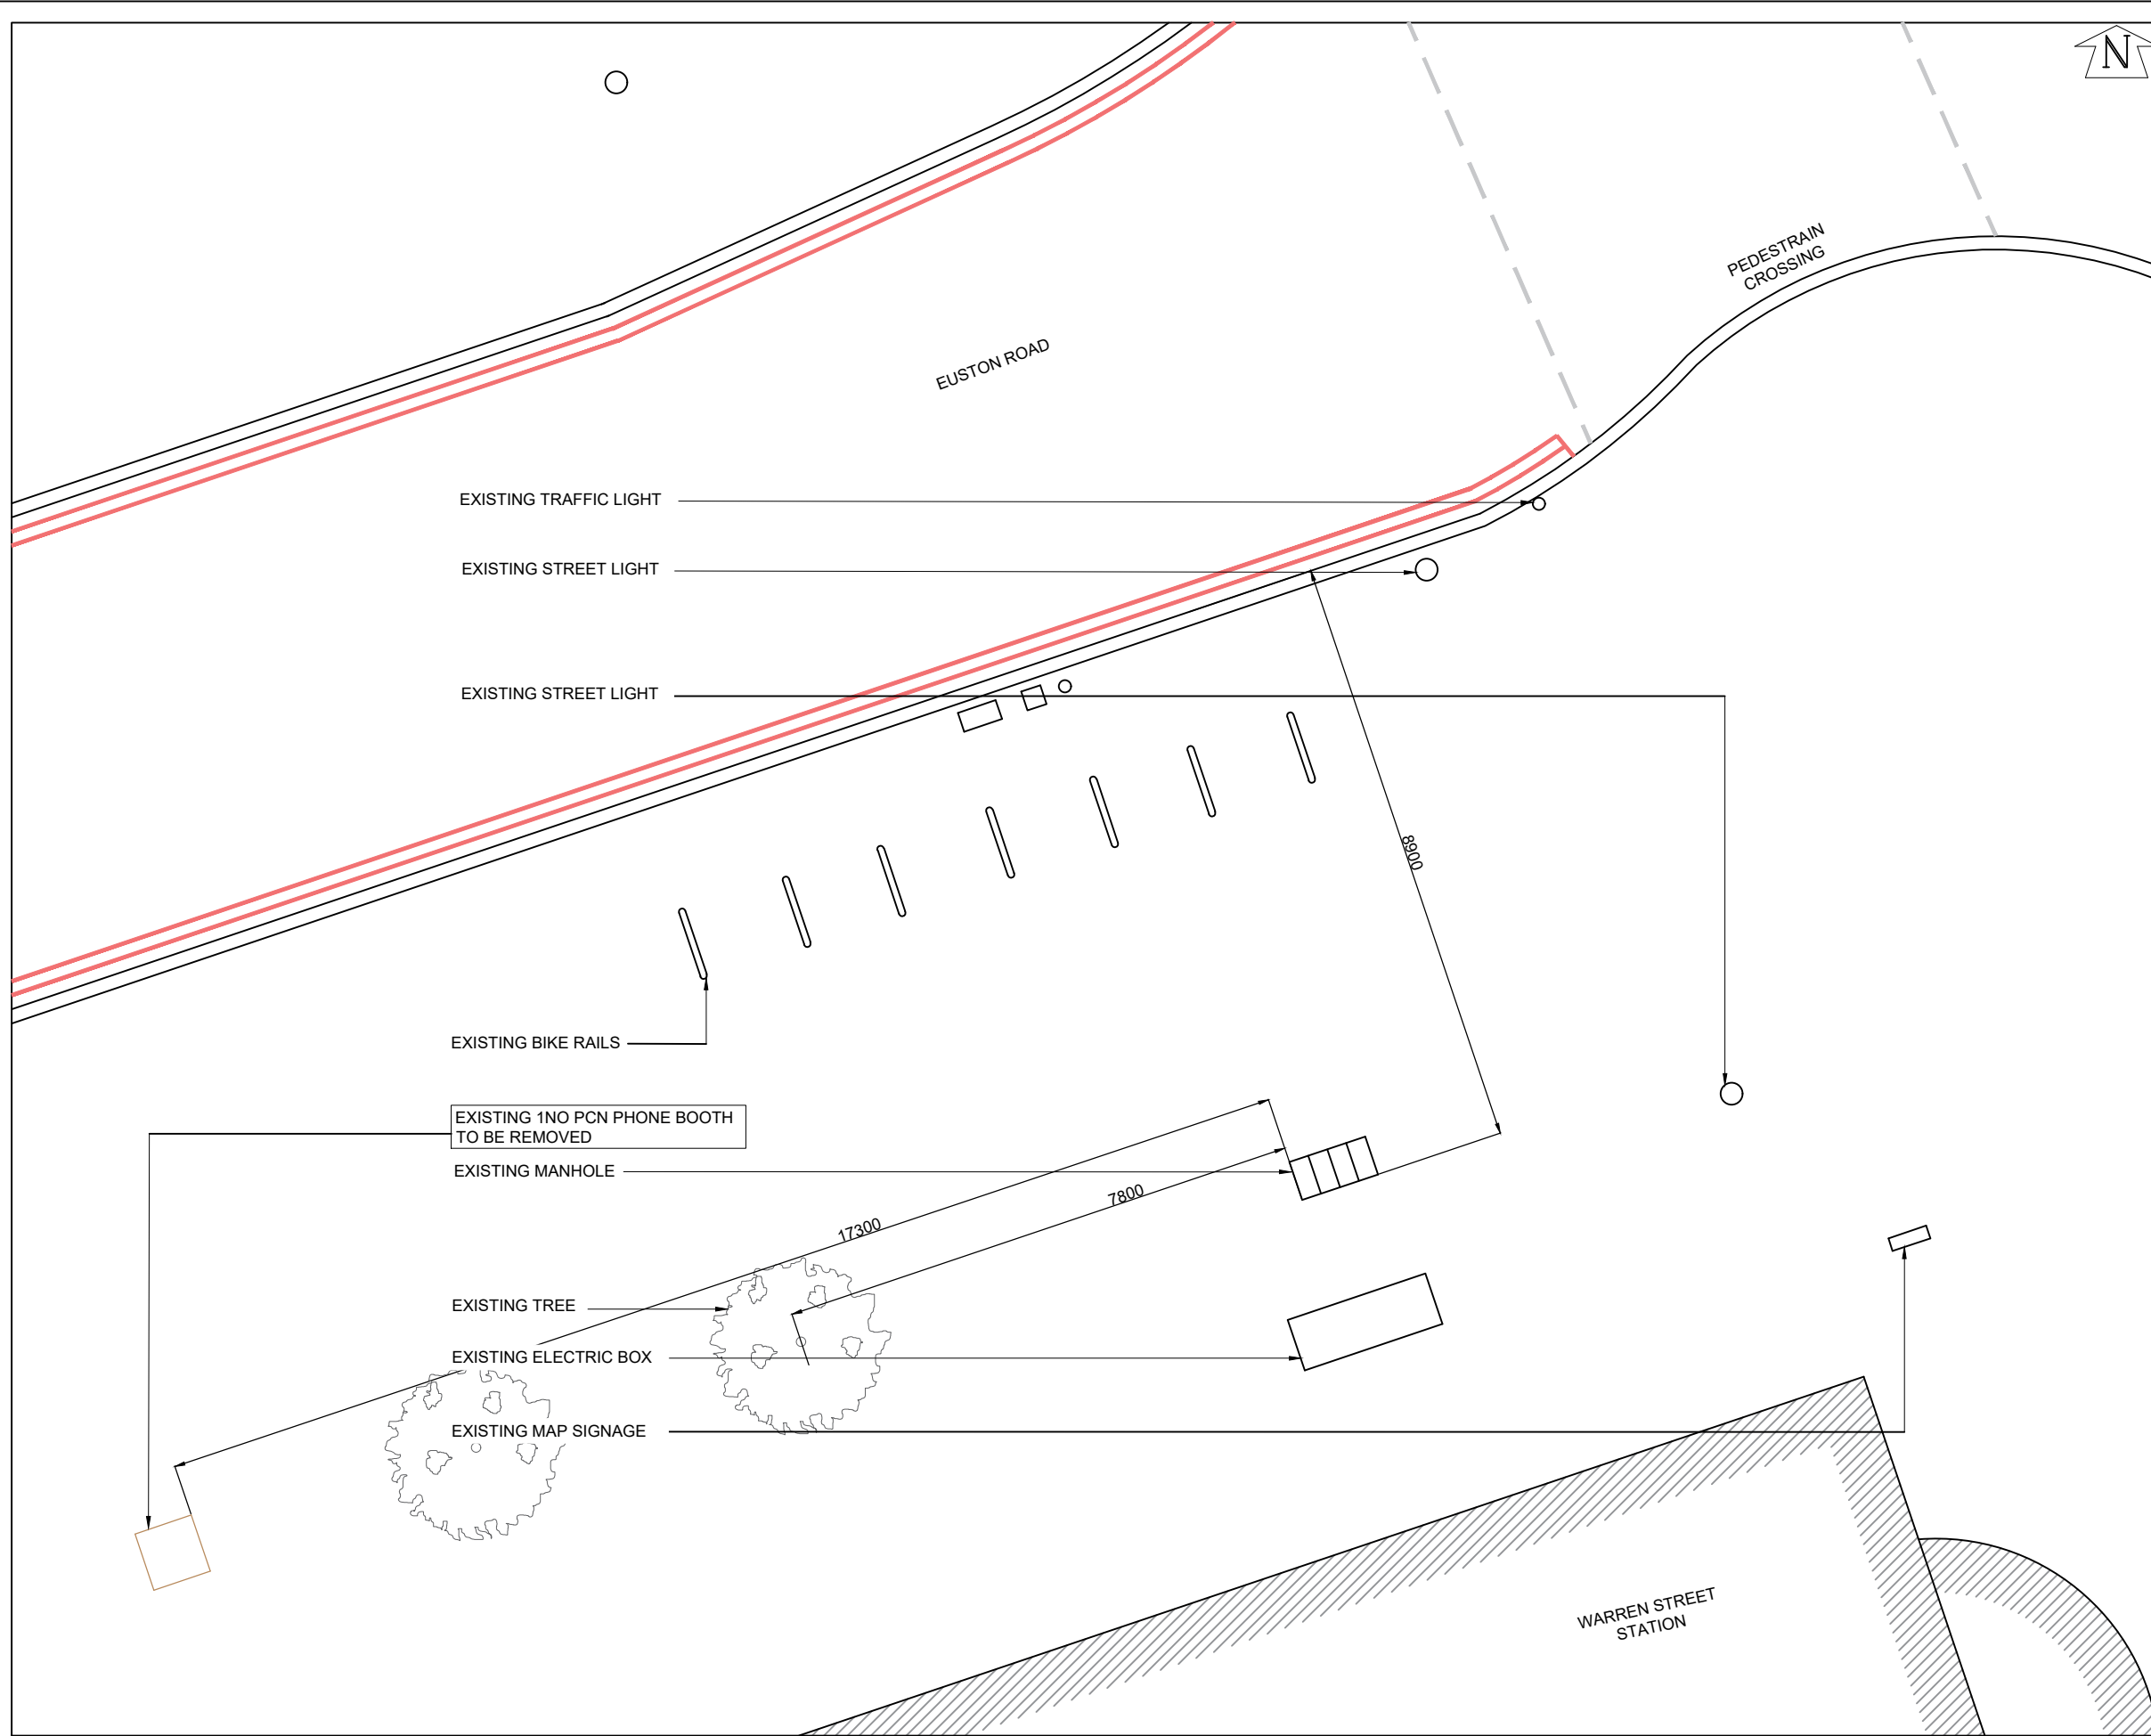 N
PEDESTRAIN
CROSSING
EUSTON ROAD
EXISTING TRAFFIC LIGHT
EXISTING STREET LIGHT
EXISTING STREET LIGHT
8900
EXISTING BIKE RAILS
EXISTING 1NO PCN PHONE BOOTH
TO BE REMOVED
EXISTING MANHOLE
7800
17300
EXISTING TREE
EXISTING ELECTRIC BOX
EXISTING MAP SIGNAGE
WARREN STREET
STATION